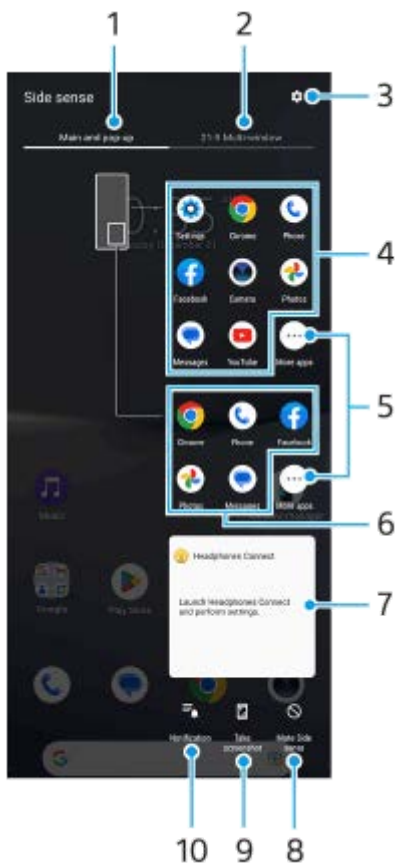 1
2
Side sense
3
Main and pop-up
21:9 Multi-window
Settings
Chrome
Phone
4
Facebook
Camera
Photos
Messages
YouTube
More apps
5
Chrome
Phone
Facebook
Photos
Messages
More apps
6
Music
Headphones Connect
Google
Play Store
Launch Headphones Connect
and perform settings.
7
Notification
Take
screenshot
Mute Side
sense
10
9
8